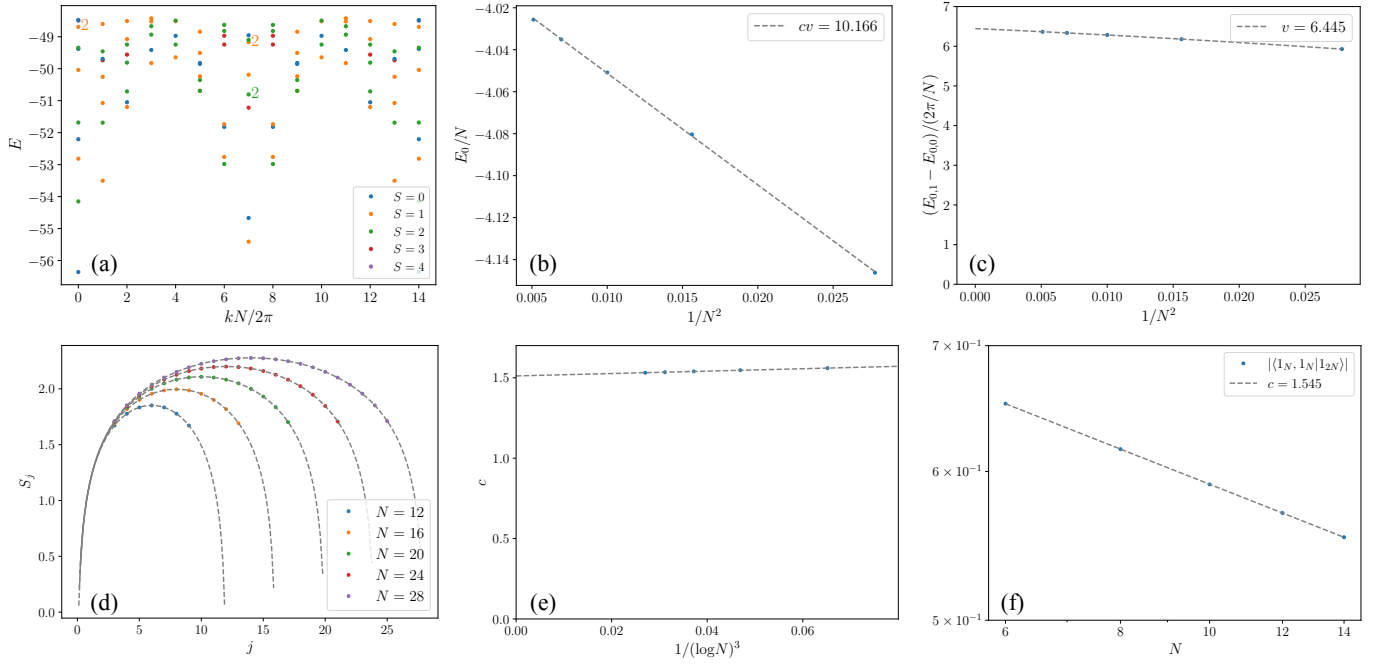 −49
−50
−51
−52
−53
−54
−55
−56
E
0
2
4
6
8
10
12
14
kN/2π
2
2
2
S = 0
S = 1
S = 2
S = 3
S = 4
(a)
−4.02
−4.04
−4.06
−4.08
−4.10
−4.12
−4.14
E₀/N
0.005
0.010
0.015
0.020
0.025
1/N²
cv = 10.166
(b)
7
6
5
4
3
2
1
0
(E₀,₁ − E₀,₀)/(2π/N)
0.000
0.005
0.010
0.015
0.020
0.025
1/N²
v = 6.445
(c)
2.0
1.5
1.0
0.5
0.0
S_j
0
5
10
15
20
25
j
N = 12
N = 16
N = 20
N = 24
N = 28
(d)
1.5
1.0
0.5
0.0
c
0.00
0.02
0.04
0.06
1/(logN)³
(e)
7 × 10⁻¹
6 × 10⁻¹
5 × 10⁻¹
6
8
10
12
14
N
|⟨1_N, 1_N|1_{2N}⟩|
c = 1.545
(f)